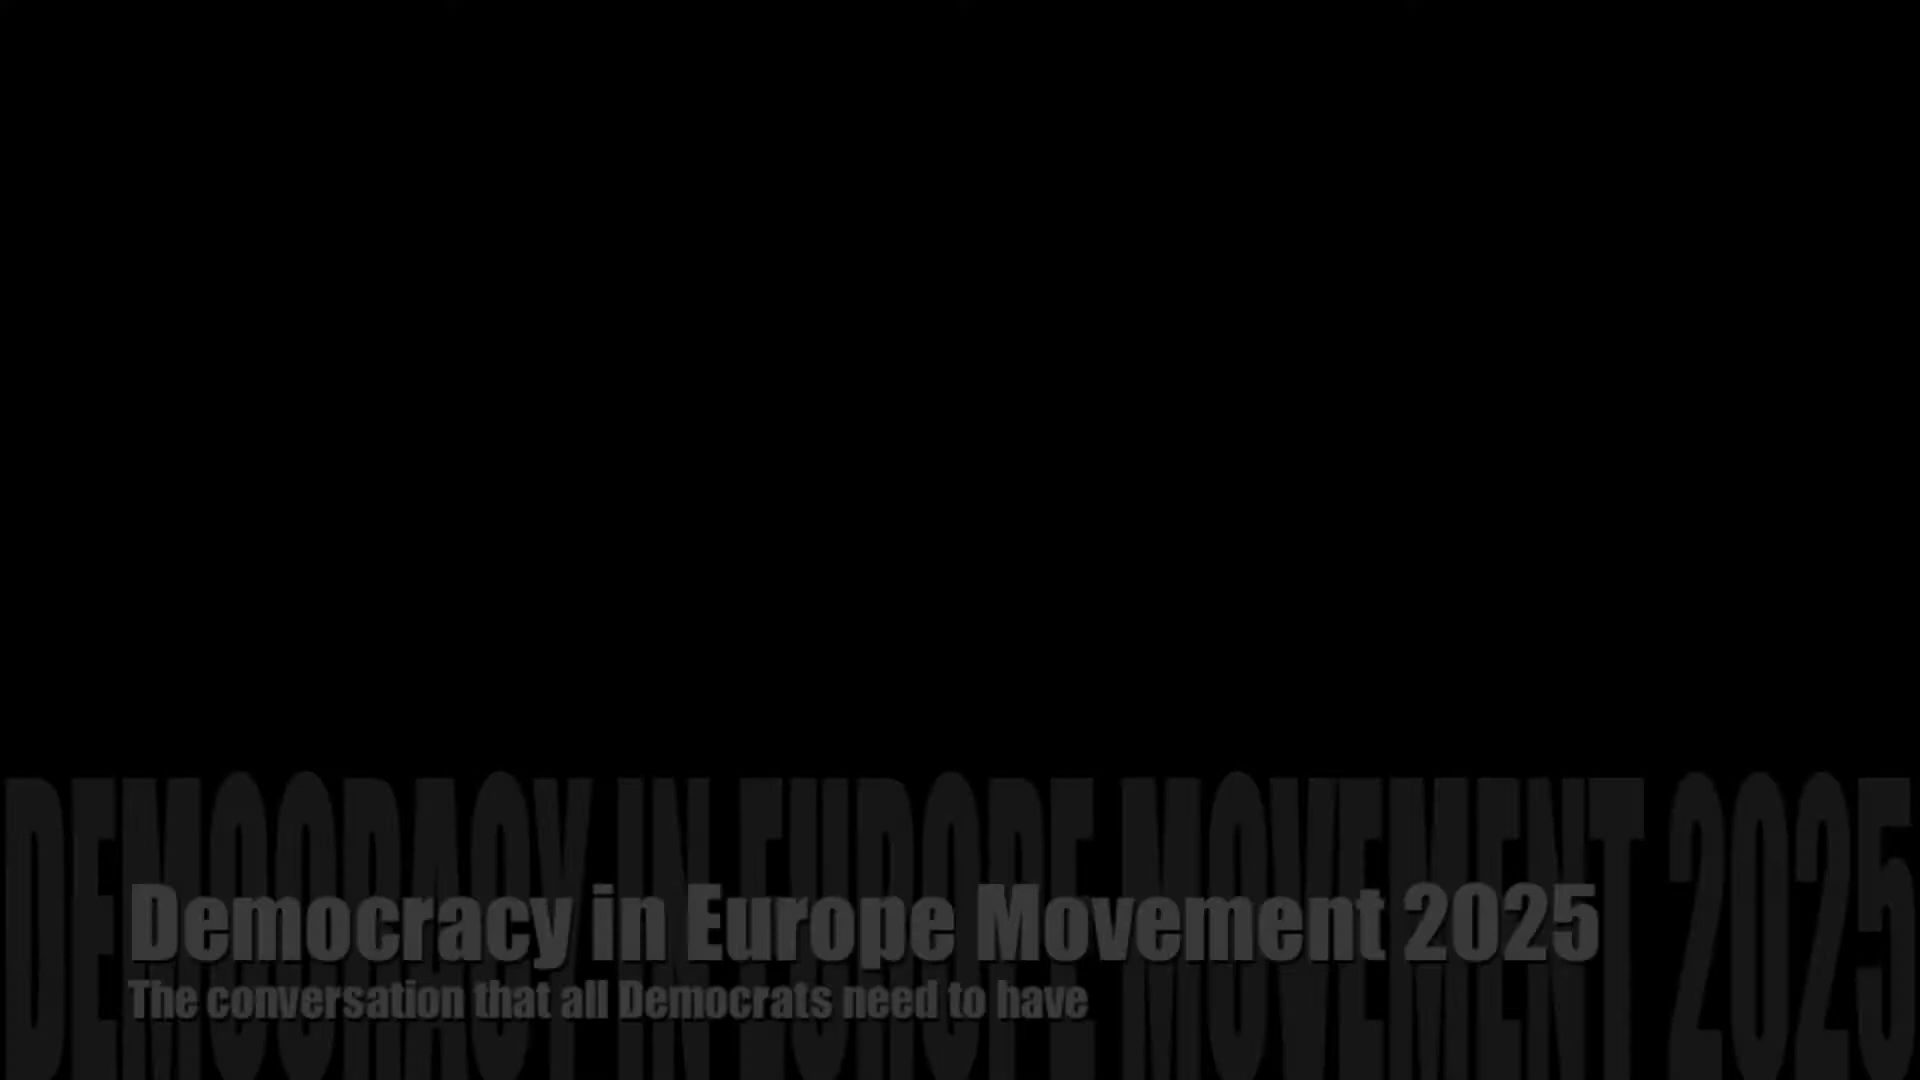 DEMOCRACY IN EUROPE MOVEMENT 2025
Democracy in Europe Movement 2025
The conversation that all Democrats need to have